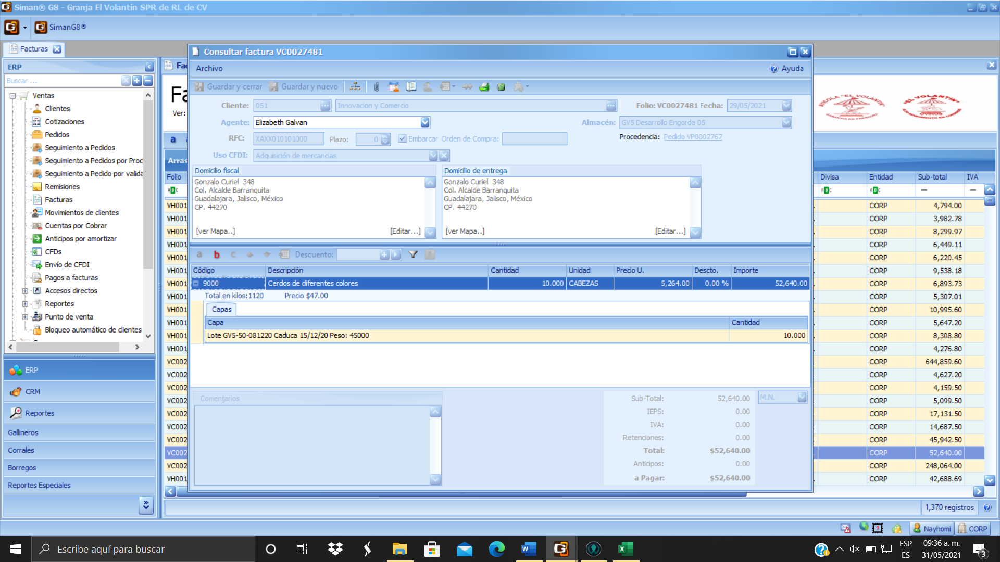 Siman® G8 - Granja El Volantín SPR de RL de CV
SimanG8®
Facturas
ERP
Buscar ...
Ventas
Clientes
Cotizaciones
Pedidos
Seguimiento a Pedidos
Seguimiento a Pedidos por Prod
Seguimiento a Pedido por valida
Remisiones
Facturas
Movimientos de clientes
Cuentas por Cobrar
Anticipos por amortizar
CFDs
Envío de CFDI
Pagos a facturas
Accesos directos
Reportes
Punto de venta
Bloqueo automático de clientes
ERP
CRM
Reportes
Gallineros
Corrales
Borregos
Reportes Especiales
Fac
Fa
Ver:
a
Arras
Folio
VH001
VH001
VH001
VH001
VH001
VH001
VH001
VH001
VH001
VH001
VH001
VH001
VC002
VC002
VC002
VC002
VC002
VC002
VC002
VC002
VC002
VH001
Consultar factura VC0027481
Archivo
Ayuda
Guardar y cerrar
Guardar y nuevo
Cliente: 051 Innovacion y Comercio
Folio: VC0027481 Fecha: 29/05/2021
Agente: Elizabeth Galvan
Almacén: GV5 Desarrollo Engorda 05
RFC: XAXX010101000 Plazo: 0 Embarcar Orden de Compra:
Procedencia: Pedido VP0002767
Uso CFDI: Adquisición de mercancias
Domicilio fiscal
Gonzalo Curiel 348
Col. Alcalde Barranquita
Guadalajara, Jalisco, México
CP. 44270
[ver Mapa..] [Editar...]
Domicilio de entrega
Gonzalo Curiel 348
Col. Alcalde Barranquita
Guadalajara, Jalisco, México
CP. 44270
[ver Mapa..] [Editar...]
a b c Descuento:
Código Descripción Cantidad Unidad Precio U. Descto. Importe
9000 Cerdos de diferentes colores 10.000 CABEZAS 5,264.00 0.00 % 52,640.00
Total en kilos:1120 Precio $47.00
Capas
Capa Cantidad
Lote GV5-50-081220 Caduca 15/12/20 Peso: 45000 10.000
Comentarios
Sub-Total: 52,640.00 M.N.
IEPS: 0.00
IVA: 0.00
Retenciones: 0.00
Total: $52,640.00
Anticipos: 0.00
a Pagar: $52,640.00
"EL VOLANTIN"
"EL VOLANTIN"
OVINOS
Divisa Entidad Sub-total IVA
CORP 4,794.00
CORP 3,982.78
CORP 8,299.97
CORP 6,449.11
CORP 6,220.45
CORP 9,538.18
CORP 6,893.73
CORP 5,307.01
CORP 10,995.60
CORP 5,647.20
CORP 8,308.80
CORP 4,276.80
CORP 644,859.60
CORP 4,627.20
CORP 4,159.50
CORP 5,099.50
CORP 17,131.50
CORP 14,687.50
CORP 45,942.50
CORP 52,640.00
CORP 248,064.00
CORP 42,688.69
1,370 registros
Nayhomi
CORP
Escribe aquí para buscar
ESP
ES
09:36 a. m.
31/05/2021
3